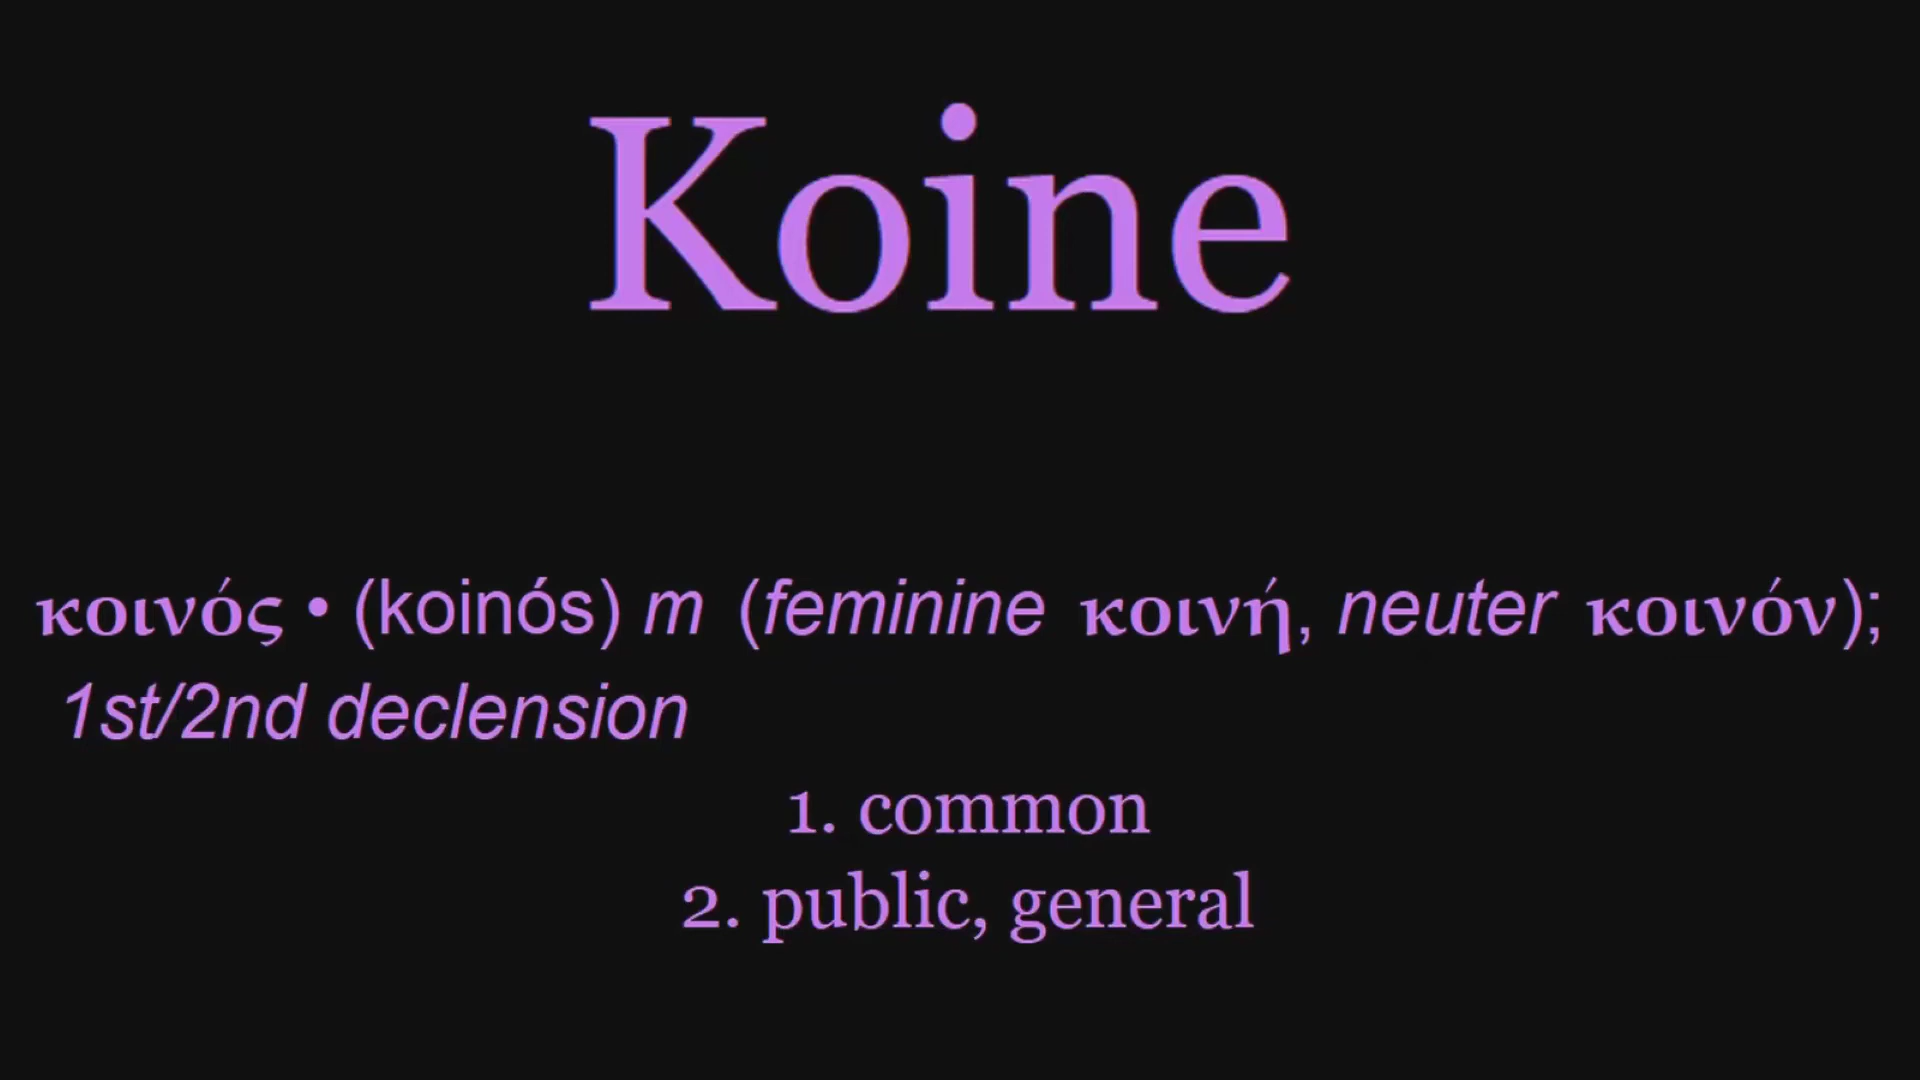 Koine
κοινός • (koinós) m (feminine κοινή, neuter κοινόν);
1st/2nd declension
1. common
2. public, general